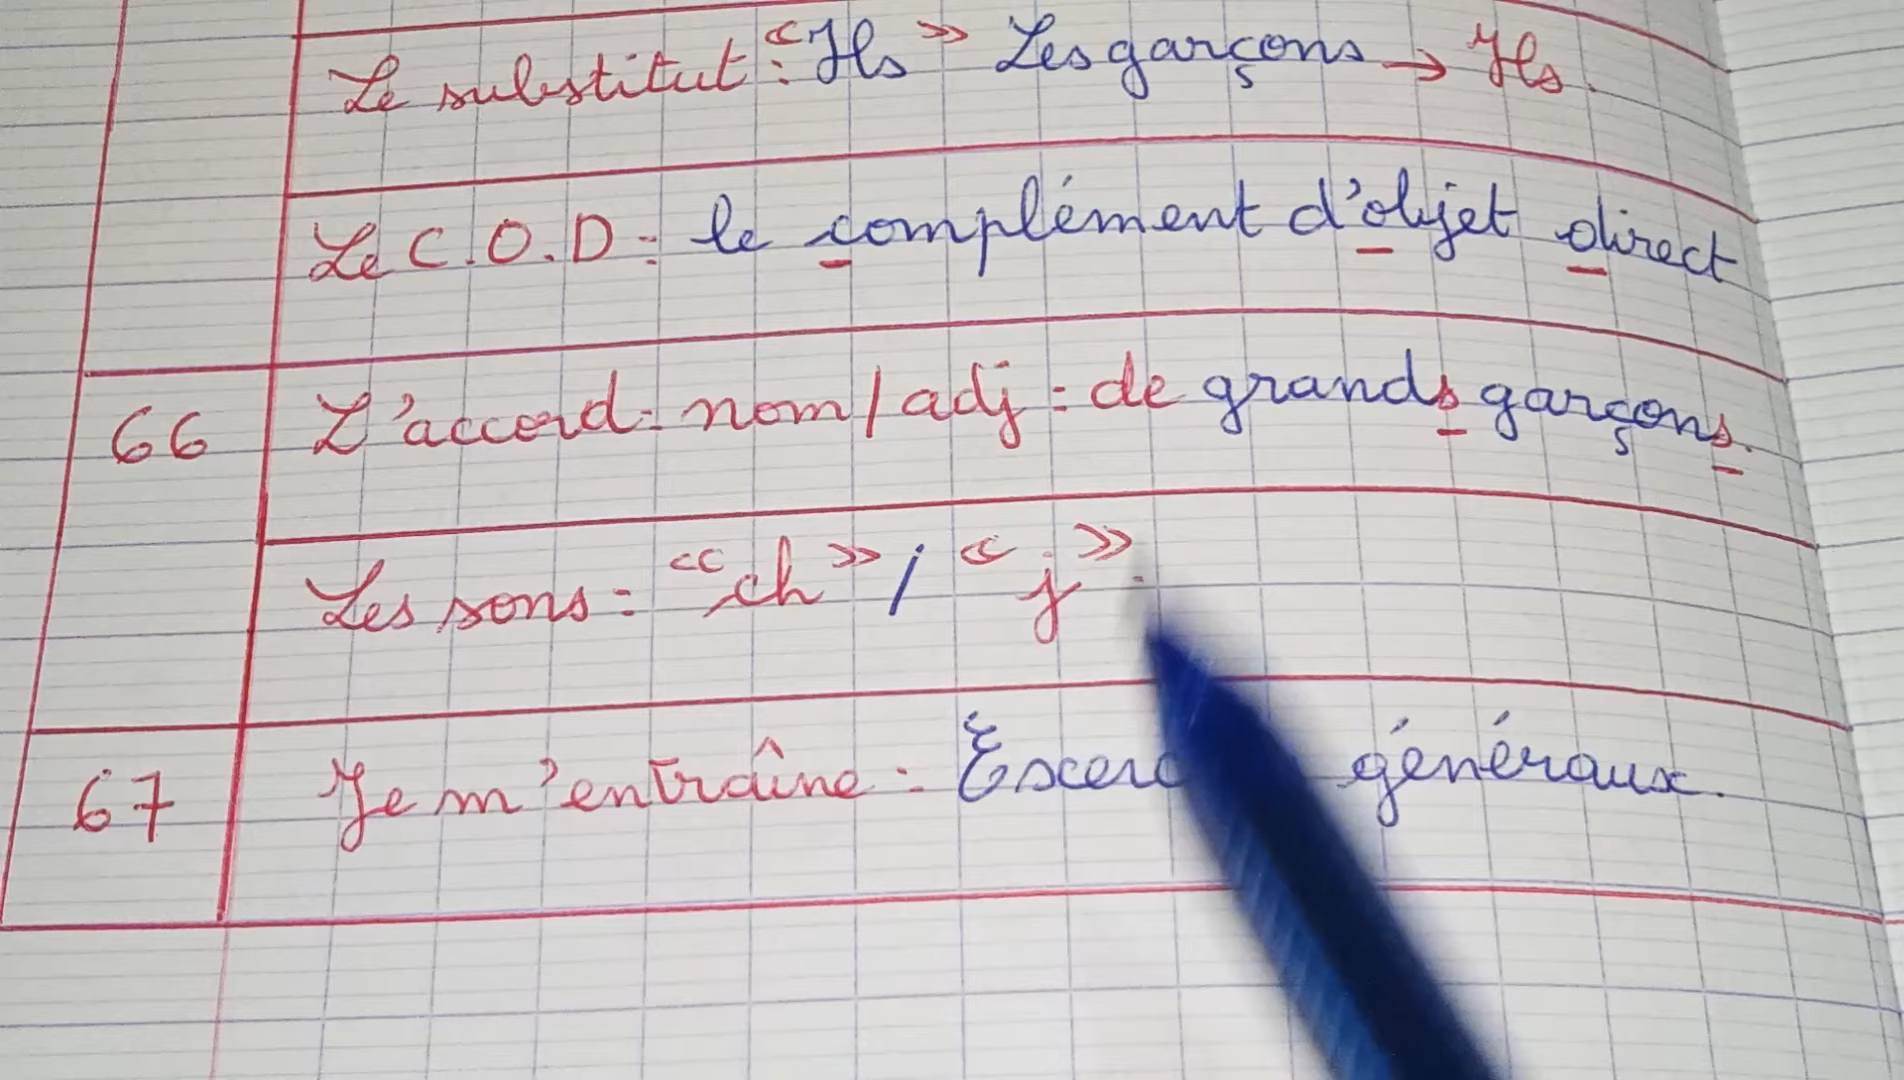 Le substitut : « Ils » Les garçons → Ils.
Le C.O.D : le complément d'objet direct
66 L'accord : nom / adj : de grands garçons.
Les sons : « ch » / « j ».
67 Je m'entraîne : généraux.